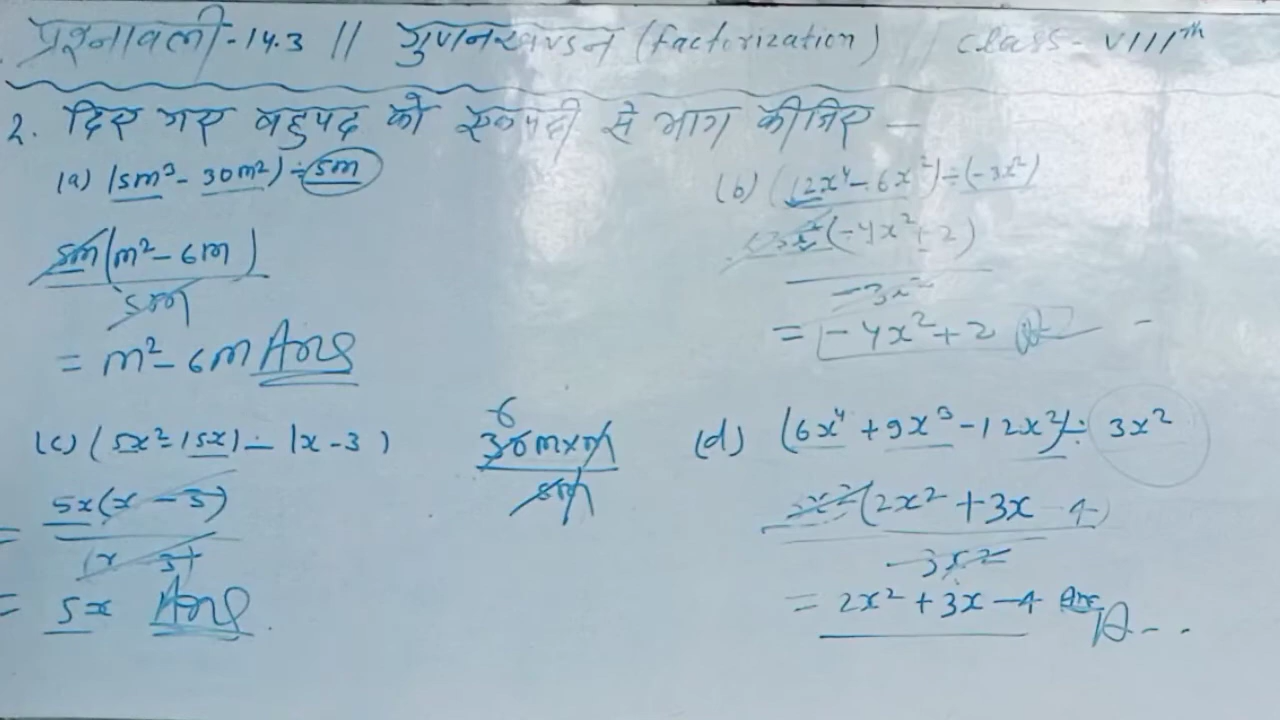 प्रश्नावली-14.3 || गुणनखण्डन (factorization) || Class- VIIIth
2. दिए गए बहुपद को एकपदी से भाग कीजिए —
(a) (5m³- 30m²) ÷ 5m
5m(m²- 6m)
5m
= m²- 6m Ans
(b) (12x⁴- 6x²) ÷ (-3x²)
-3x²(-4x²+2)
-3x²
= -4x²+2
(c) (5x²-15x) ÷ (x-3)
= 5x(x-3)
(x-3)
= 5x Ans
6
30m×m
5m
(d) (6x⁴ +9x³ -12x²) ÷ 3x²
3x²(2x² +3x -4)
3x²
= 2x² +3x -4 Ans